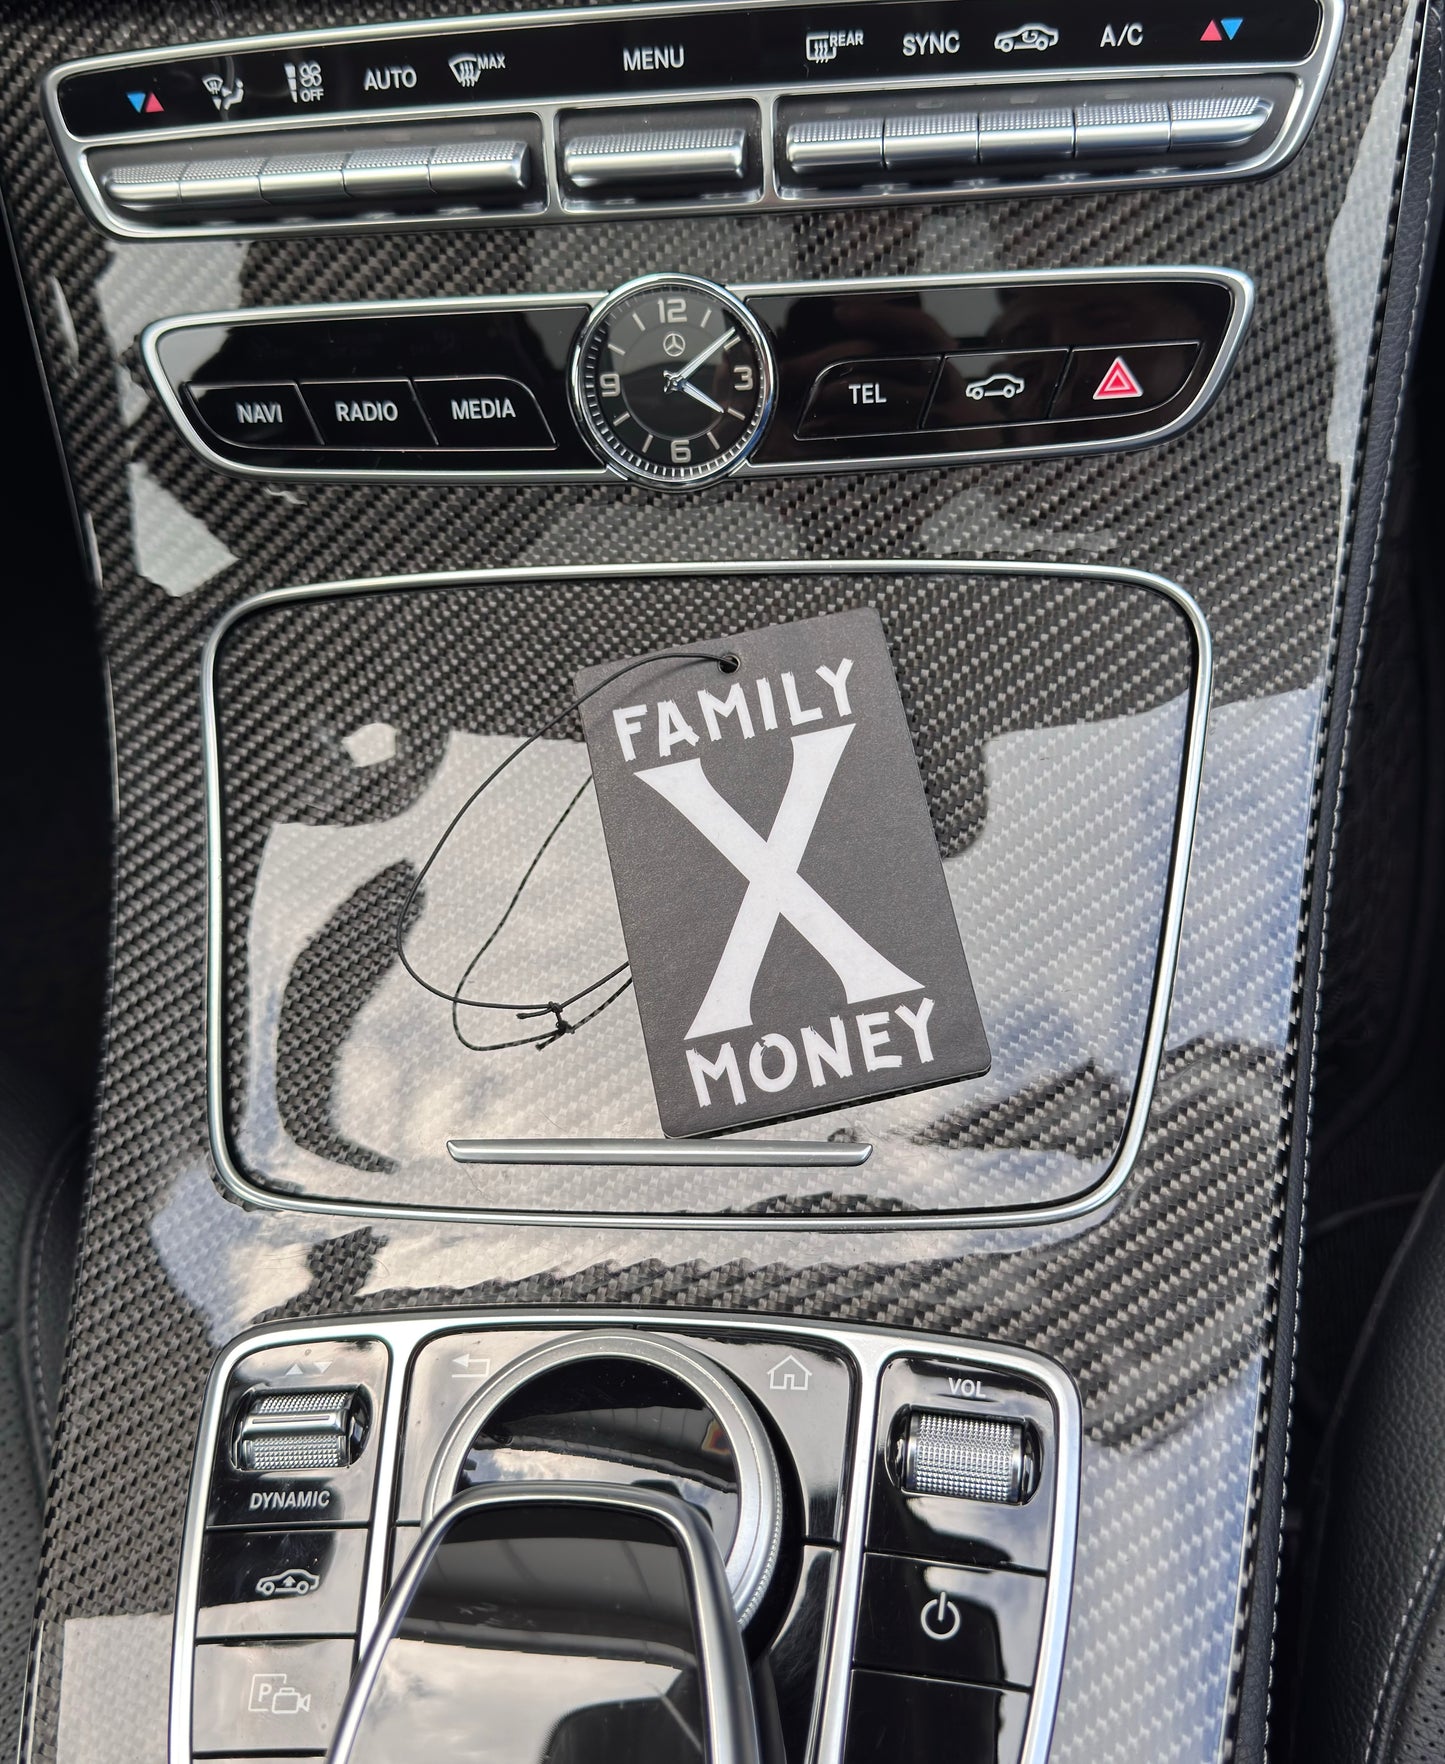 MAX
REAR
OFF
AUTO
MENU
SYNC
A/C
12
9
3
6
NAVI
RADIO
MEDIA
TEL
FAMILY
X
MONEY
VOL
DYNAMIC
P